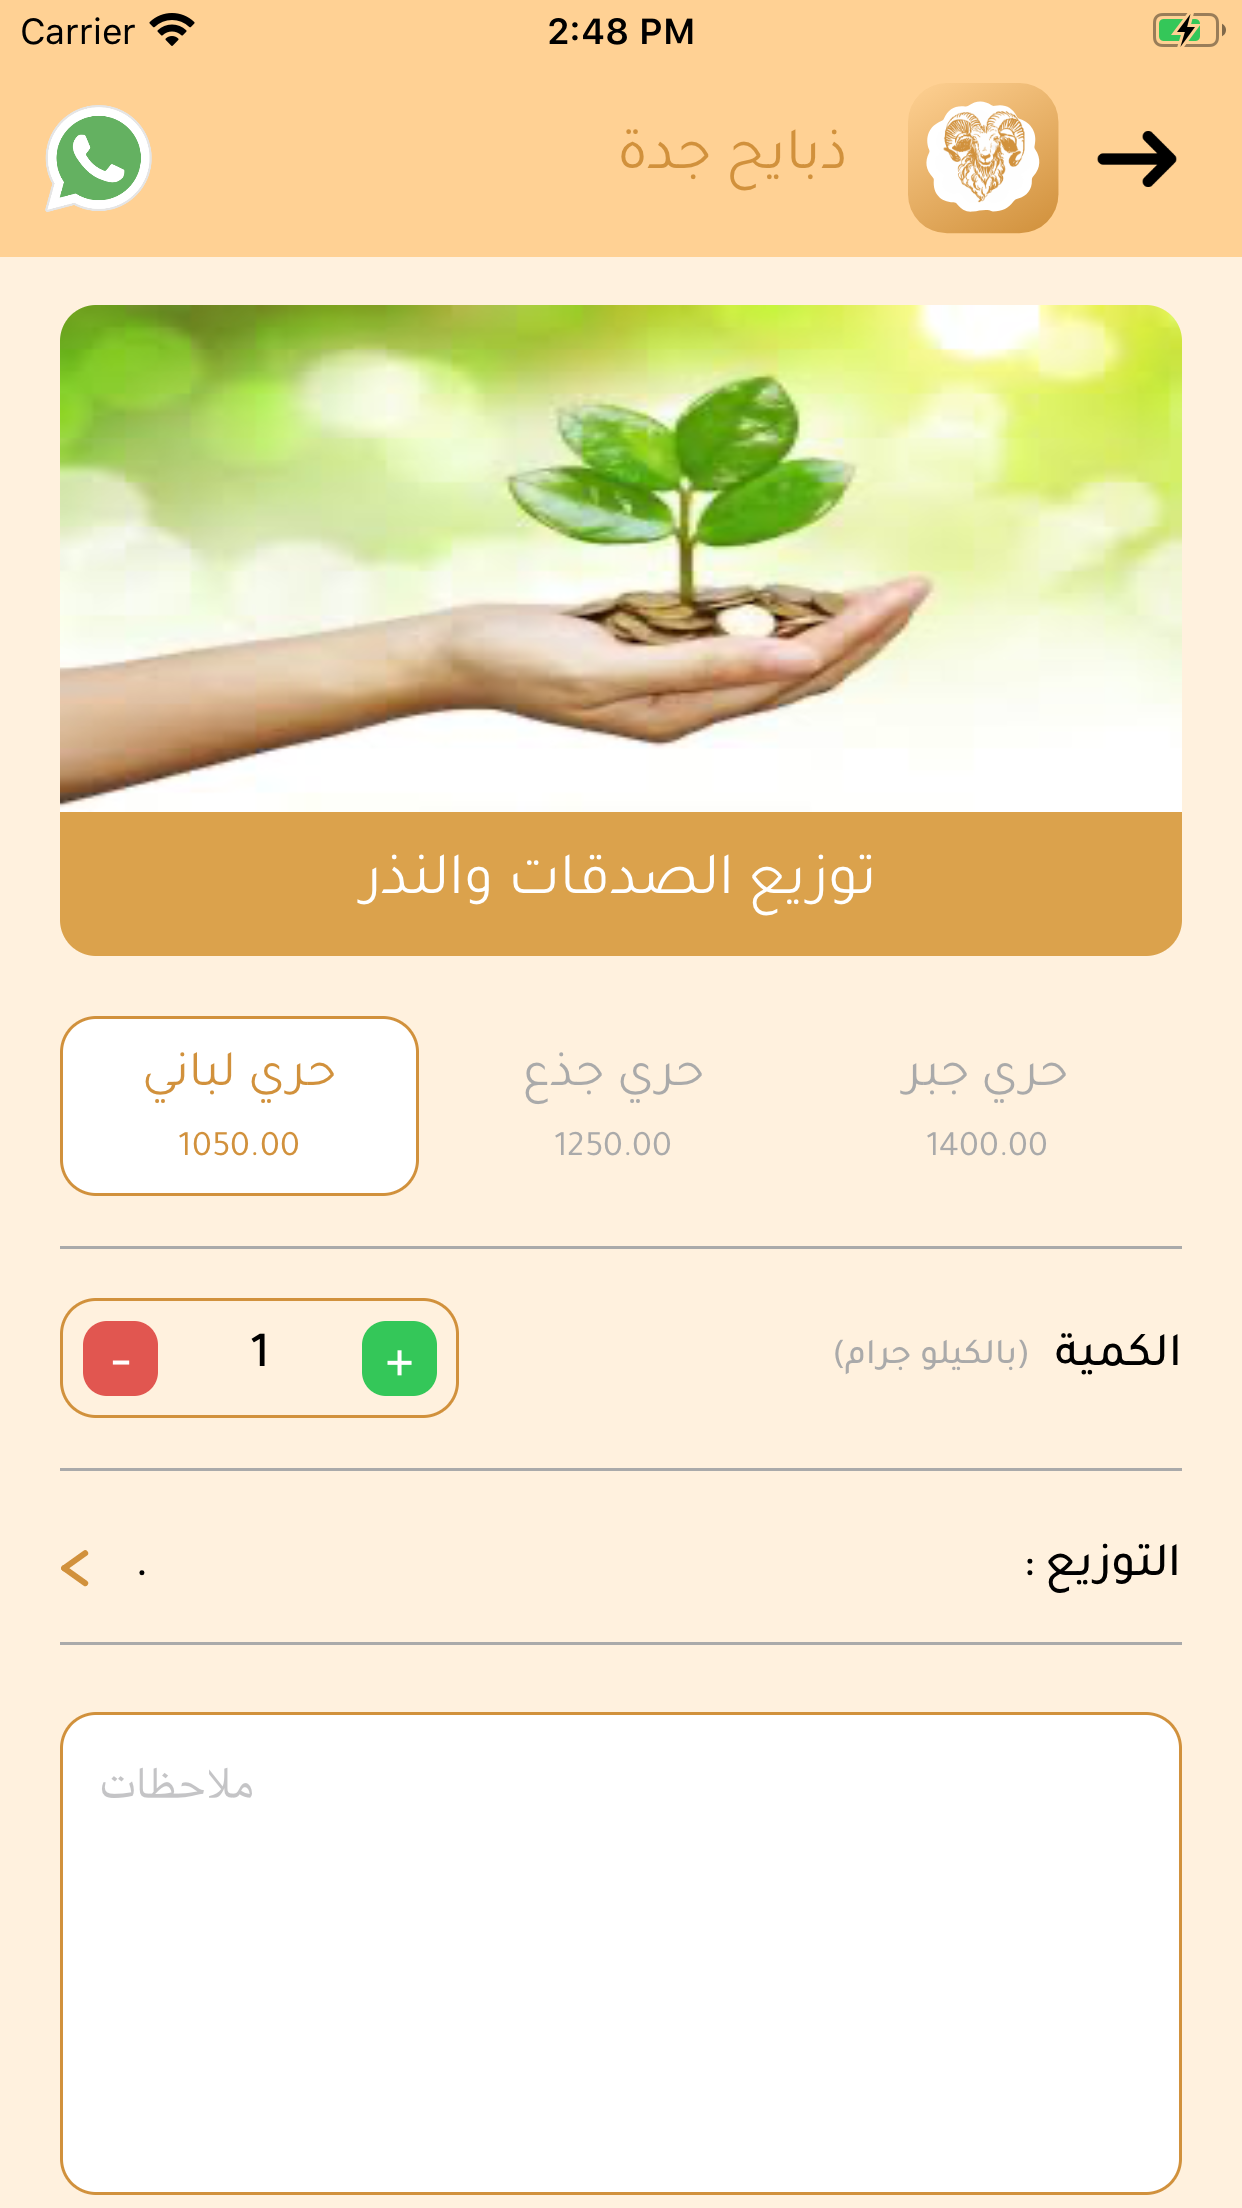 Carrier 2:48 PM
ذبايح جدة
توزيع الصدقات والنذر
حري جبر حري جذع حري لباني
1400.00 1250.00 1050.00
الكمية (بالكيلو جرام) + 1 -
التوزيع : .
ملاحظات